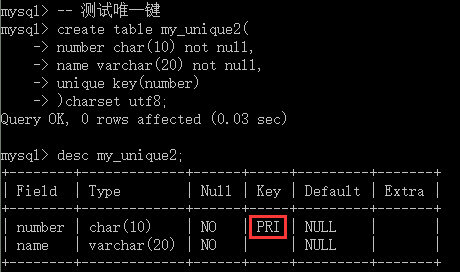 mysql> -- 测试唯一键
mysql> create table my_unique2(
    -> number char(10) not null,
    -> name varchar(20) not null,
    -> unique key(number)
    -> )charset utf8;
Query OK, 0 rows affected (0.03 sec)
mysql> desc my_unique2;
+--------+-------------+------+-----+---------+-------+
| Field  | Type        | Null | Key | Default | Extra |
+--------+-------------+------+-----+---------+-------+
| number | char(10)    | NO   | PRI | NULL    |       |
| name   | varchar(20) | NO   |     | NULL    |       |
+--------+-------------+------+-----+---------+-------+